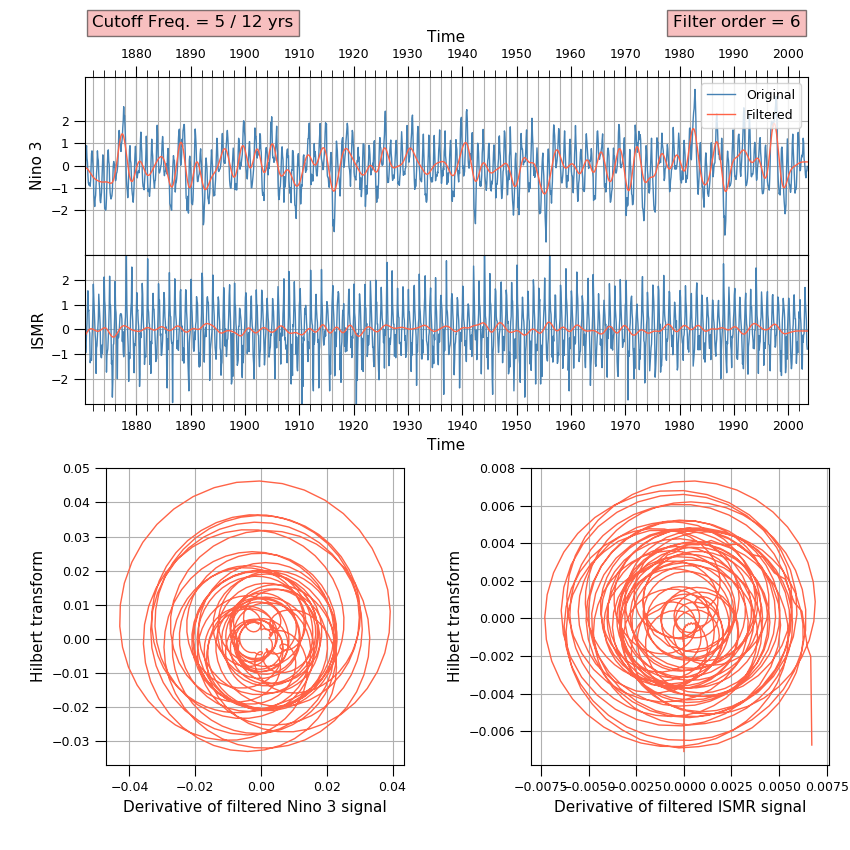 Cutoff Freq. = 5 / 12 yrs
Filter order = 6
Time
1880 1890 1900 1910 1920 1930 1940 1950 1960 1970 1980 1990 2000
Original
Filtered
Nino 3
2
1
0
−1
−2
ISMR
2
1
0
−1
−2
1880 1890 1900 1910 1920 1930 1940 1950 1960 1970 1980 1990 2000
Time
Hilbert transform
0.05
0.04
0.03
0.02
0.01
0.00
−0.01
−0.02
−0.03
−0.04 −0.02 0.00 0.02 0.04
Derivative of filtered Nino 3 signal
Hilbert transform
0.008
0.006
0.004
0.002
0.000
−0.002
−0.004
−0.006
−0.0075 −0.0050 −0.0025 0.0000 0.0025 0.0050 0.0075
Derivative of filtered ISMR signal